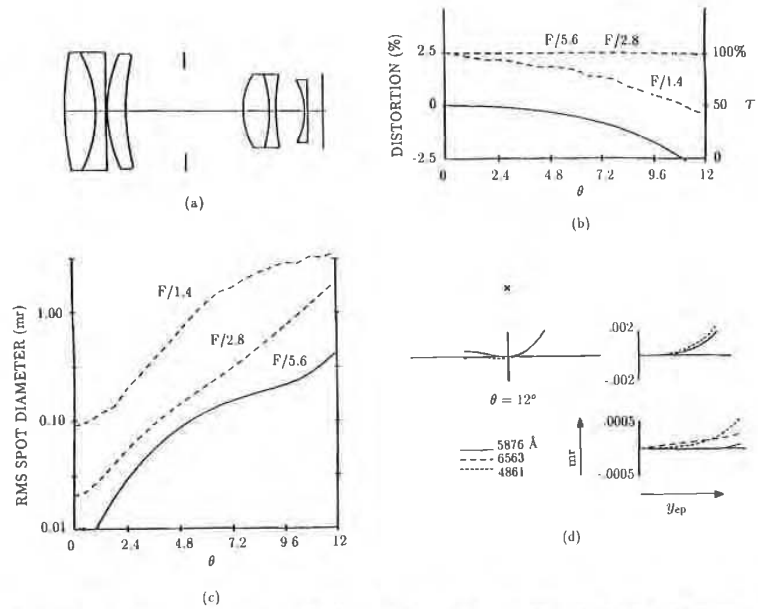 (a)
DISTORTION (%)
2.5
0
-2.5
F/5.6
F/2.8
F/1.4
100%
50
τ
0
0
2.4
4.8
7.2
9.6
12
θ
(b)
RMS SPOT DIAMETER (mr)
1.00
0.10
0.01
F/1.4
F/2.8
F/5.6
0
2.4
4.8
7.2
9.6
12
θ
(c)
×
θ = 12°
.002
-.002
5876 Å
6563
4861
mr
.0005
-.0005
yep
(d)